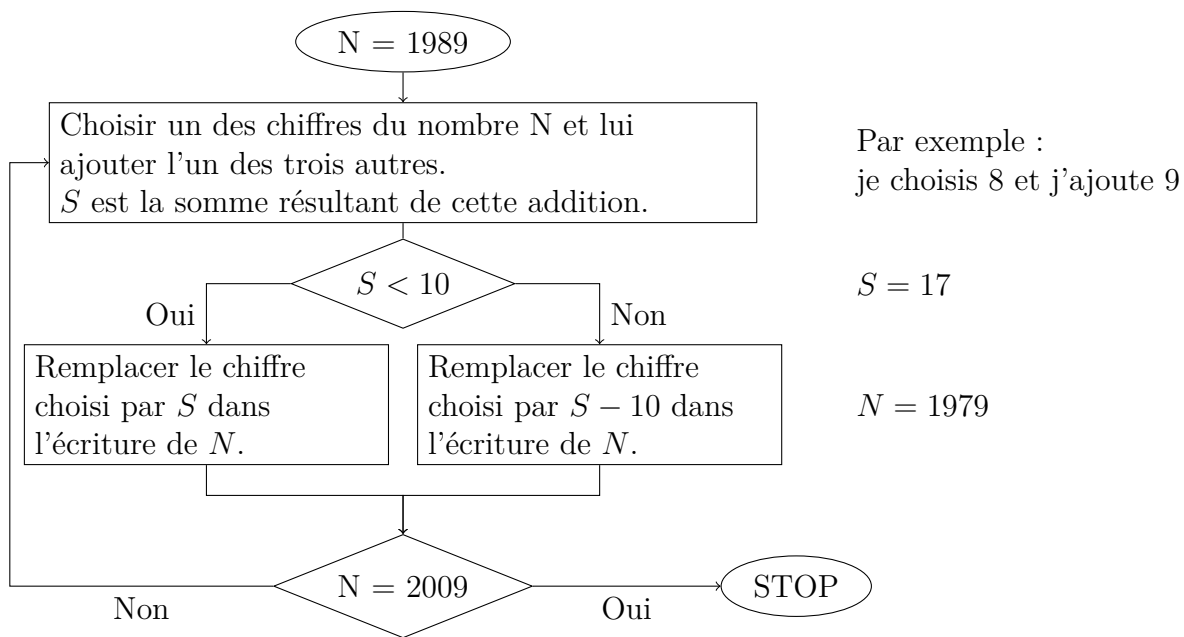 N = 1989
Choisir un des chiffres du nombre N et lui
ajouter l'un des trois autres.
S est la somme résultant de cette addition.
Par exemple :
je choisis 8 et j'ajoute 9
S < 10
S = 17
Oui
Non
Remplacer le chiffre
choisi par S dans
l'écriture de N.
Remplacer le chiffre
choisi par S − 10 dans
l'écriture de N.
N = 1979
N = 2009
STOP
Non
Oui